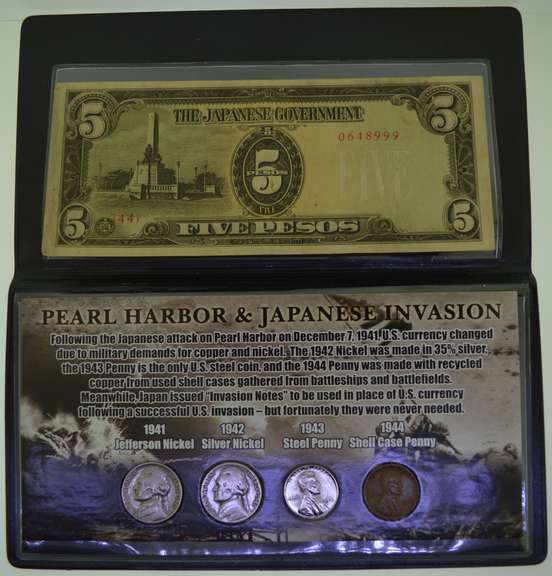 5 5
THE JAPANESE GOVERNMENT
5
0648999
PESOS
5
FIVE
FIVE
{44}
5 5
FIVE PESOS
PEARL HARBOR & JAPANESE INVASION
Following the Japanese attack on Pearl Harbor on December 7, 1941, U.S. currency changed
due to military demands for copper and nickel. The 1942 Nickel was made in 35% silver,
the 1943 Penny is the only U.S. steel coin, and the 1944 Penny was made with recycled
copper from used shell cases gathered from battleships and battlefields.
Meanwhile, Japan issued "Invasion Notes" to be used in place of U.S. currency
following a successful U.S. invasion – but fortunately they were never needed.
1941 1942 1943 1944
Jefferson Nickel Silver Nickel Steel Penny Shell Case Penny